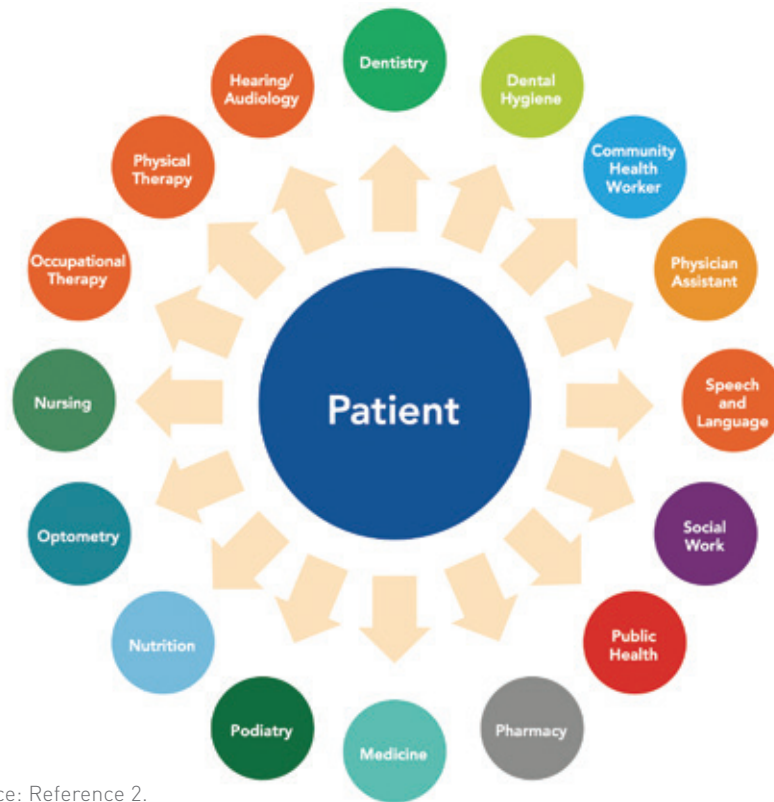 Dentistry
Dental
Hygiene
Community
Health
Worker
Physician
Assistant
Speech
and
Language
Social
Work
Public
Health
Pharmacy
Medicine
Podiatry
Nutrition
Optometry
Nursing
Occupational
Therapy
Physical
Therapy
Hearing/
Audiology
Patient
ce: Reference 2.